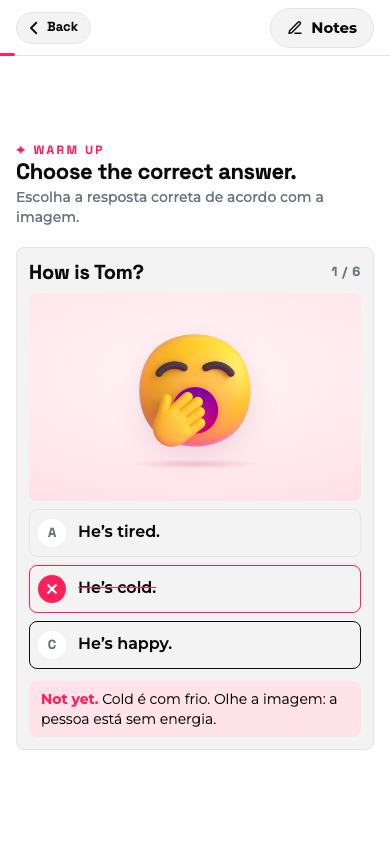 Back
Notes
WARM UP
Choose the correct answer.
Escolha a resposta correta de acordo com a
imagem.
How is Tom?
1 / 6
A
He's tired.
He's cold.
C
He's happy.
Not yet. Cold é com frio. Olhe a imagem: a
pessoa está sem energia.